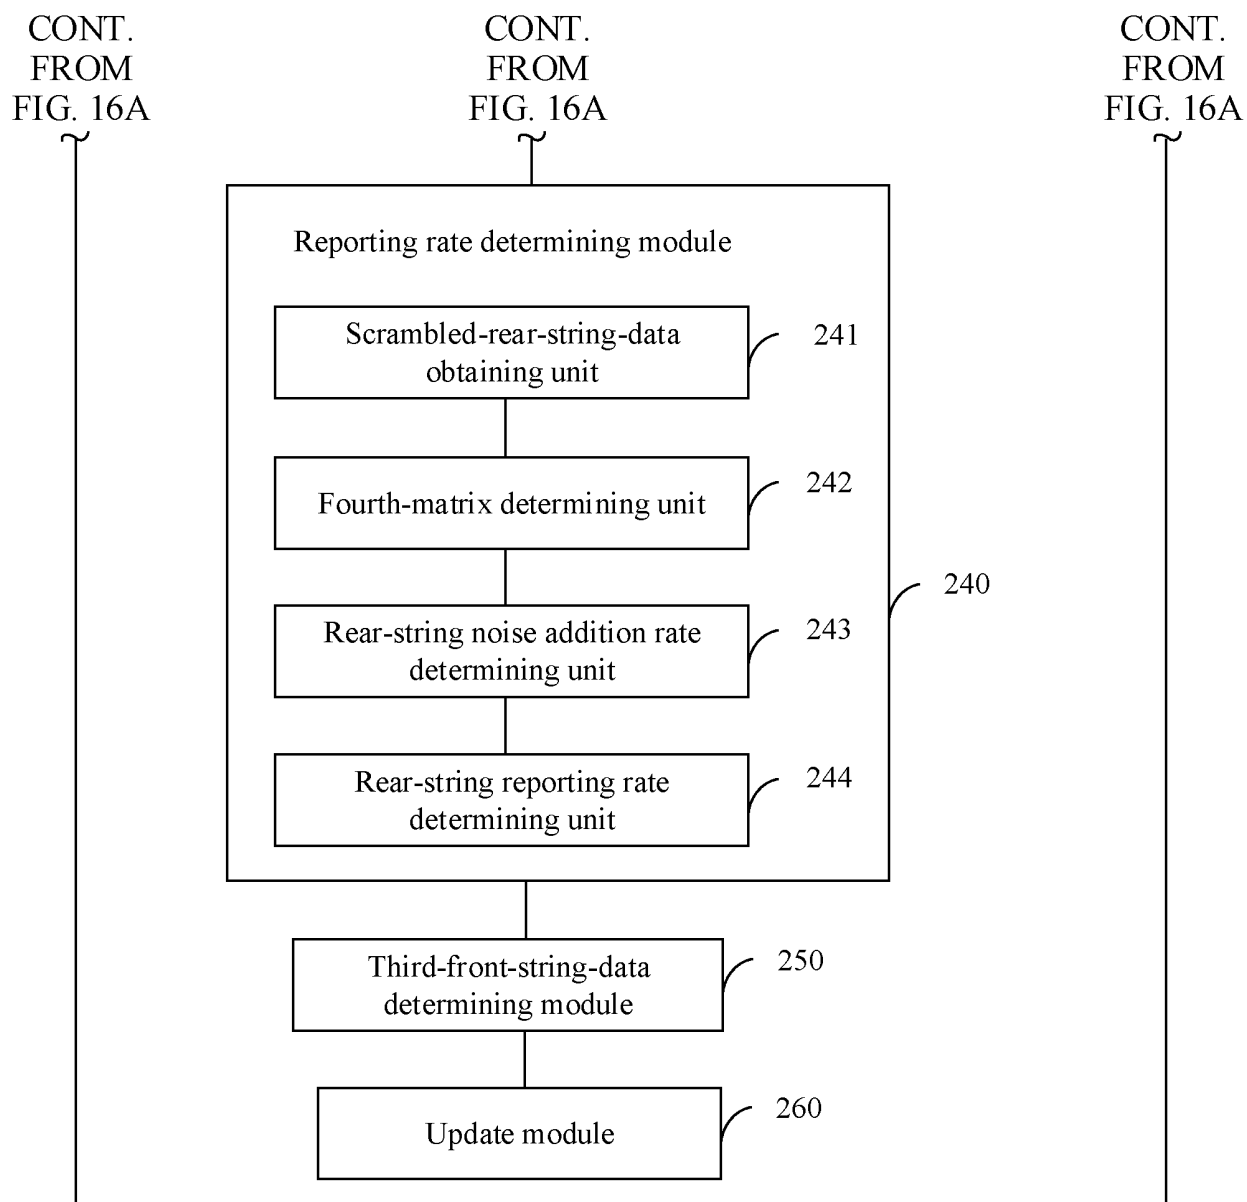 CONT.
FROM
FIG. 16A
CONT.
FROM
FIG. 16A
CONT.
FROM
FIG. 16A
Reporting rate determining module
Scrambled-rear-string-data
obtaining unit
241
Fourth-matrix determining unit
242
240
Rear-string noise addition rate
determining unit
243
Rear-string reporting rate
determining unit
244
Third-front-string-data
determining module
250
Update module
260